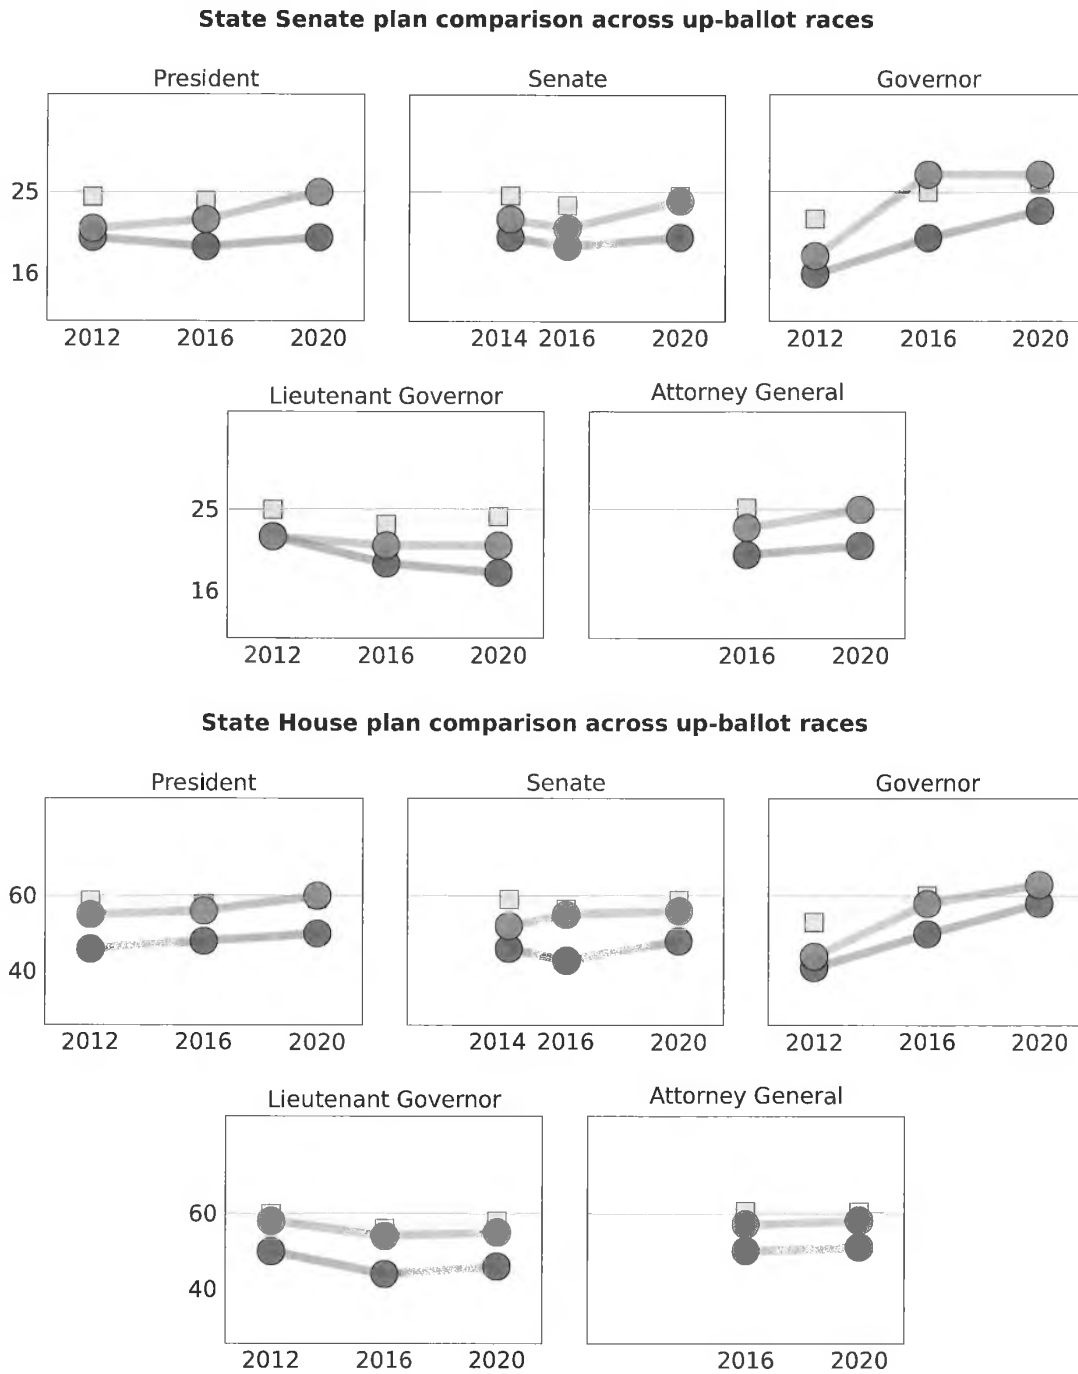 State Senate plan comparison across up-ballot races
President Senate Governor
25
16
2012 2016 2020 2014 2016 2020 2012 2016 2020
Lieutenant Governor Attorney General
25
16
2012 2016 2020 2016 2020
State House plan comparison across up-ballot races
President Senate Governor
60
40
2012 2016 2020 2014 2016 2020 2012 2016 2020
Lieutenant Governor Attorney General
60
40
2012 2016 2020 2016 2020